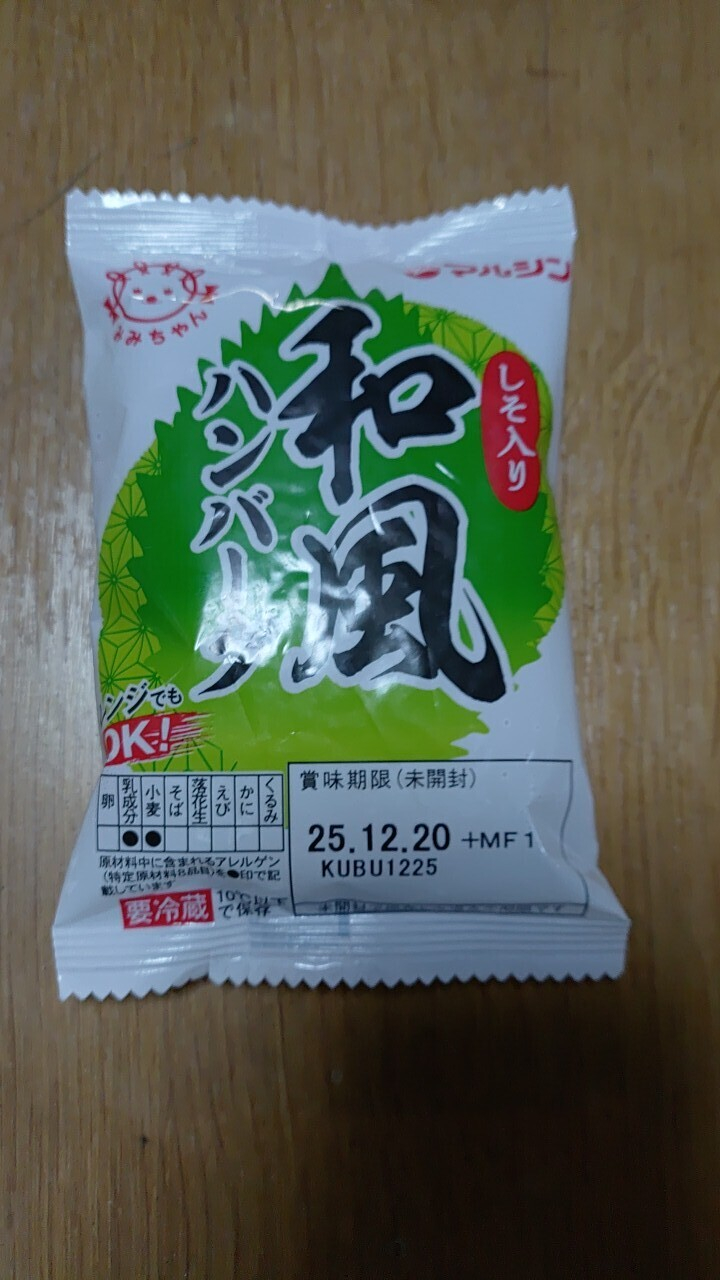 マルシン
みちゃん
しそ入り
和風
ハンバーグ
レンジでも
OK!
卵 乳成分 小麦 そば 落花生 えび かに くるみ
● ●
原材料中に含まれるアレルゲン
(特定原材料8品目)を●印で記
載しています
要冷蔵
10℃以下
で保存
賞味期限(未開封)
25.12.20 +MF1
KUBU1225